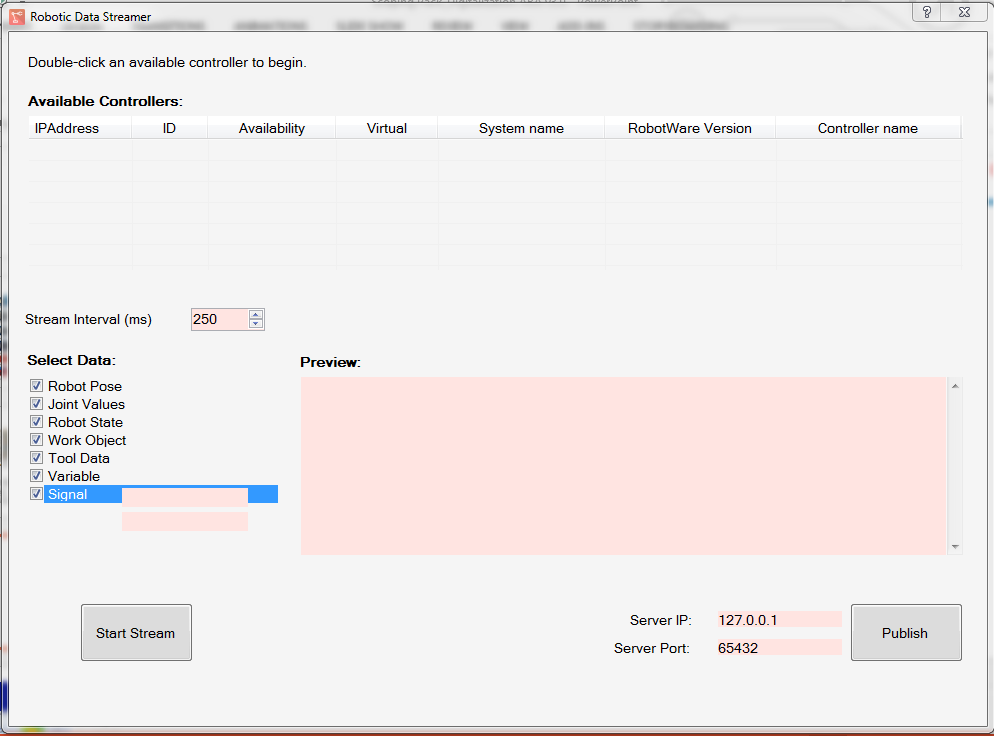 Robotic Data Streamer
Double-click an available controller to begin.
Available Controllers:
IPAddress ID Availability Virtual System name RobotWare Version Controller name
Stream Interval (ms) 250
Select Data:
Preview:
Robot Pose
Joint Values
Robot State
Work Object
Tool Data
Variable
Signal
Start Stream
Server IP: 127.0.0.1
Server Port: 65432
Publish